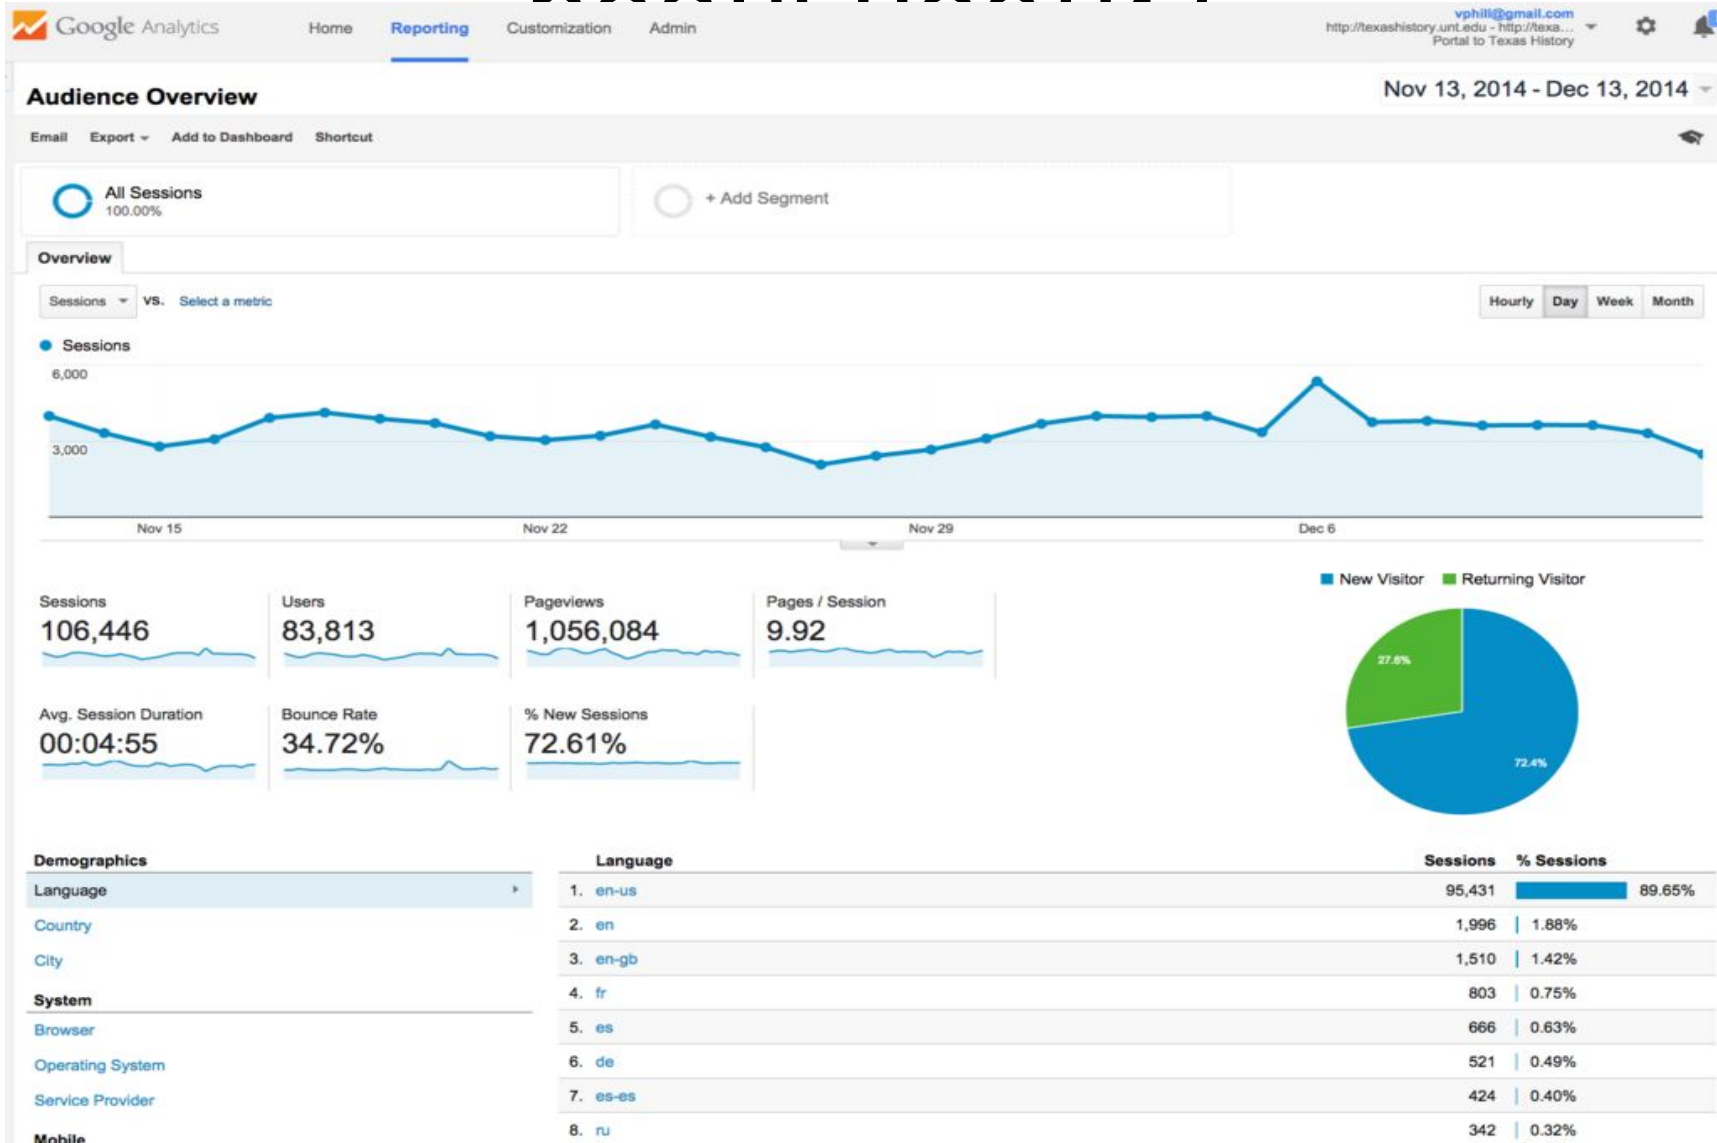 Google Analytics
Home Reporting Customization Admin
vphill@gmail.com
http://texashistory.unt.edu - http://texa...
Portal to Texas History
Audience Overview
Nov 13, 2014 - Dec 13, 2014
Email Export Add to Dashboard Shortcut
All Sessions
100.00%
+ Add Segment
Overview
Sessions VS. Select a metric
Hourly Day Week Month
Sessions
6,000
3,000
Nov 15 Nov 22 Nov 29 Dec 6
New Visitor Returning Visitor
Sessions Users Pageviews Pages / Session
106,446 83,813 1,056,084 9.92
27.6%
Avg. Session Duration Bounce Rate % New Sessions
00:04:55 34.72% 72.61%
72.4%
Demographics
Language Sessions % Sessions
Language
1. en-us 95,431 89.65%
Country
2. en 1,996 1.88%
City
3. en-gb 1,510 1.42%
System
4. fr 803 0.75%
Browser
5. es 666 0.63%
Operating System
6. de 521 0.49%
Service Provider
7. es-es 424 0.40%
Mobile
8. ru 342 0.32%